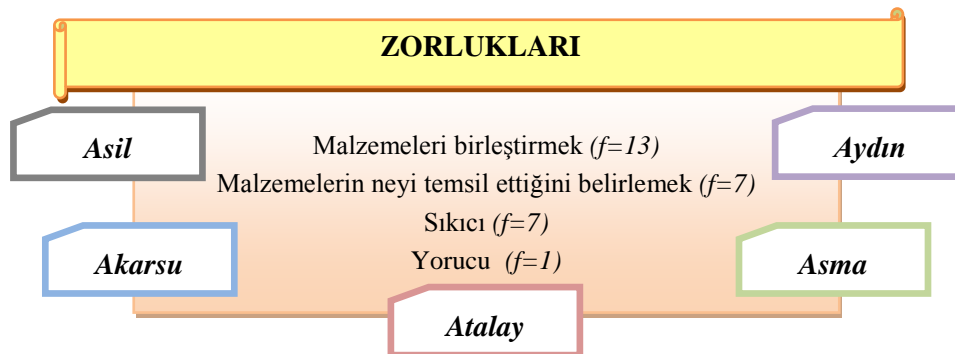 ZORLUKLARI
Asil
Aydın
Malzemeleri birleştirmek (f=13)
Malzemelerin neyi temsil ettiğini belirlemek (f=7)
Sıkıcı (f=7)
Yorucu (f=1)
Akarsu
Asma
Atalay